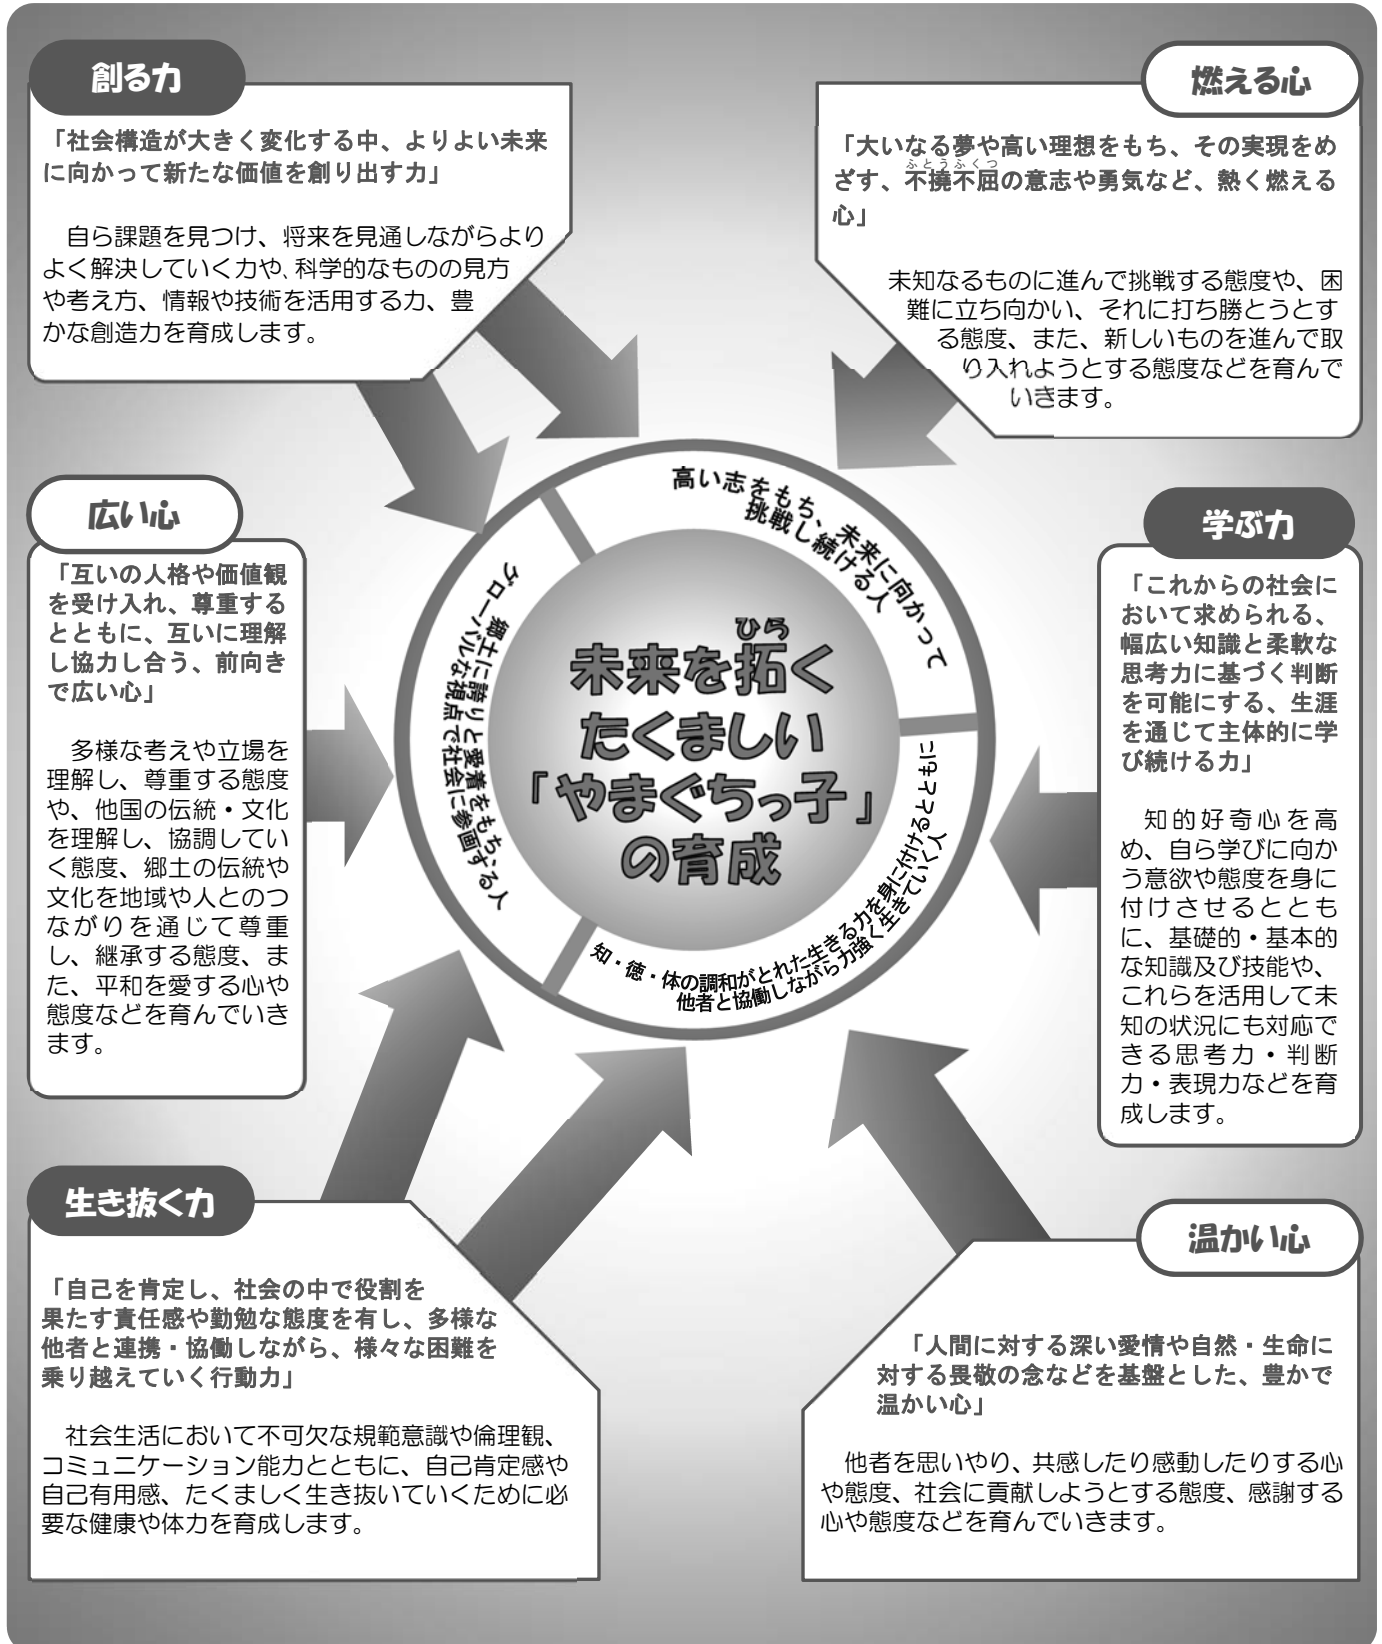 創る力
「社会構造が大きく変化する中、よりよい未来
に向かって新たな価値を創り出す力」
自ら課題を見つけ、将来を見通しながらより
よく解決していく力や、科学的なものの見方
や考え方、情報や技術を活用する力、豊
かな創造力を育成します。
燃える心
「大いなる夢や高い理想をもち、その実現をめ
ふとうふくつ
ざす、不撓不屈の意志や勇気など、熱く燃える
心」
未知なるものに進んで挑戦する態度や、困
難に立ち向かい、それに打ち勝とうとす
る態度、また、新しいものを進んで取
り入れようとする態度などを育んで
いきます。
広い心
「互いの人格や価値観
を受け入れ、尊重する
とともに、互いに理解
し協力し合う、前向き
で広い心」
多様な考えや立場を
理解し、尊重する態度
や、他国の伝統・文化
を理解し、協調してい
く態度、郷土の伝統や
文化を地域や人とのつ
ながりを通じて尊重
し、継承する態度、ま
た、平和を愛する心や
態度などを育んでいき
ます。
高い志をもち、未来に向かって
挑戦し続ける人
郷土に誇りと愛着をもち、
グローバルな視点で社会に参画する人
知・徳・体の調和がとれた生きる力を身に付けるとともに
他者と協働しながら力強く生きていく人
ひら
未来を拓く
たくましい
「やまぐちっ子」
の育成
学ぶ力
「これからの社会に
おいて求められる、
幅広い知識と柔軟な
思考力に基づく判断
を可能にする、生涯
を通じて主体的に学
び続ける力」
知的好奇心を高
め、自ら学びに向か
う意欲や態度を身に
付けさせるととも
に、基礎的・基本的
な知識及び技能や、
これらを活用して未
知の状況にも対応で
きる思考力・判断
力・表現力などを育
成します。
生き抜く力
「自己を肯定し、社会の中で役割を
果たす責任感や勤勉な態度を有し、多様な
他者と連携・協働しながら、様々な困難を
乗り越えていく行動力」
社会生活において不可欠な規範意識や倫理観、
コミュニケーション能力とともに、自己肯定感や
自己有用感、たくましく生き抜いていくために必
要な健康や体力を育成します。
温かい心
「人間に対する深い愛情や自然・生命に
対する畏敬の念などを基盤とした、豊かで
温かい心」
他者を思いやり、共感したり感動したりする心
や態度、社会に貢献しようとする態度、感謝する
心や態度などを育んでいきます。